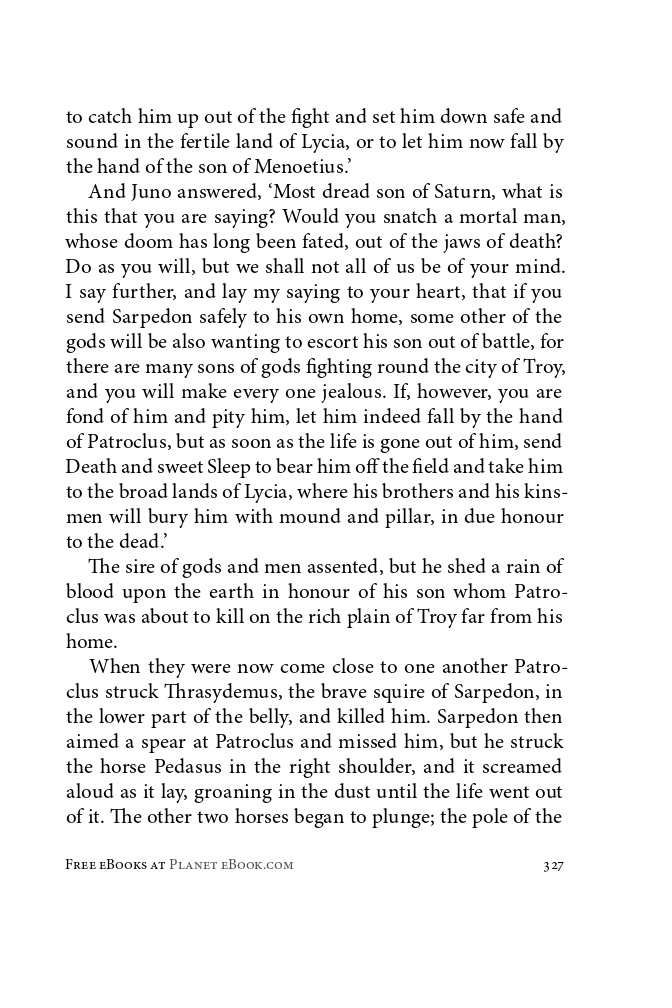 to catch him up out of the fight and set him down safe and
sound in the fertile land of Lycia, or to let him now fall by
the hand of the son of Menoetius.’
And Juno answered, ‘Most dread son of Saturn, what is
this that you are saying? Would you snatch a mortal man,
whose doom has long been fated, out of the jaws of death?
Do as you will, but we shall not all of us be of your mind.
I say further, and lay my saying to your heart, that if you
send Sarpedon safely to his own home, some other of the
gods will be also wanting to escort his son out of battle, for
there are many sons of gods fighting round the city of Troy,
and you will make every one jealous. If, however, you are
fond of him and pity him, let him indeed fall by the hand
of Patroclus, but as soon as the life is gone out of him, send
Death and sweet Sleep to bear him off the field and take him
to the broad lands of Lycia, where his brothers and his kins-
men will bury him with mound and pillar, in due honour
to the dead.’
The sire of gods and men assented, but he shed a rain of
blood upon the earth in honour of his son whom Patro-
clus was about to kill on the rich plain of Troy far from his
home.
When they were now come close to one another Patro-
clus struck Thrasydemus, the brave squire of Sarpedon, in
the lower part of the belly, and killed him. Sarpedon then
aimed a spear at Patroclus and missed him, but he struck
the horse Pedasus in the right shoulder, and it screamed
aloud as it lay, groaning in the dust until the life went out
of it. The other two horses began to plunge; the pole of the
Free eBooks at Planet eBook.com 327